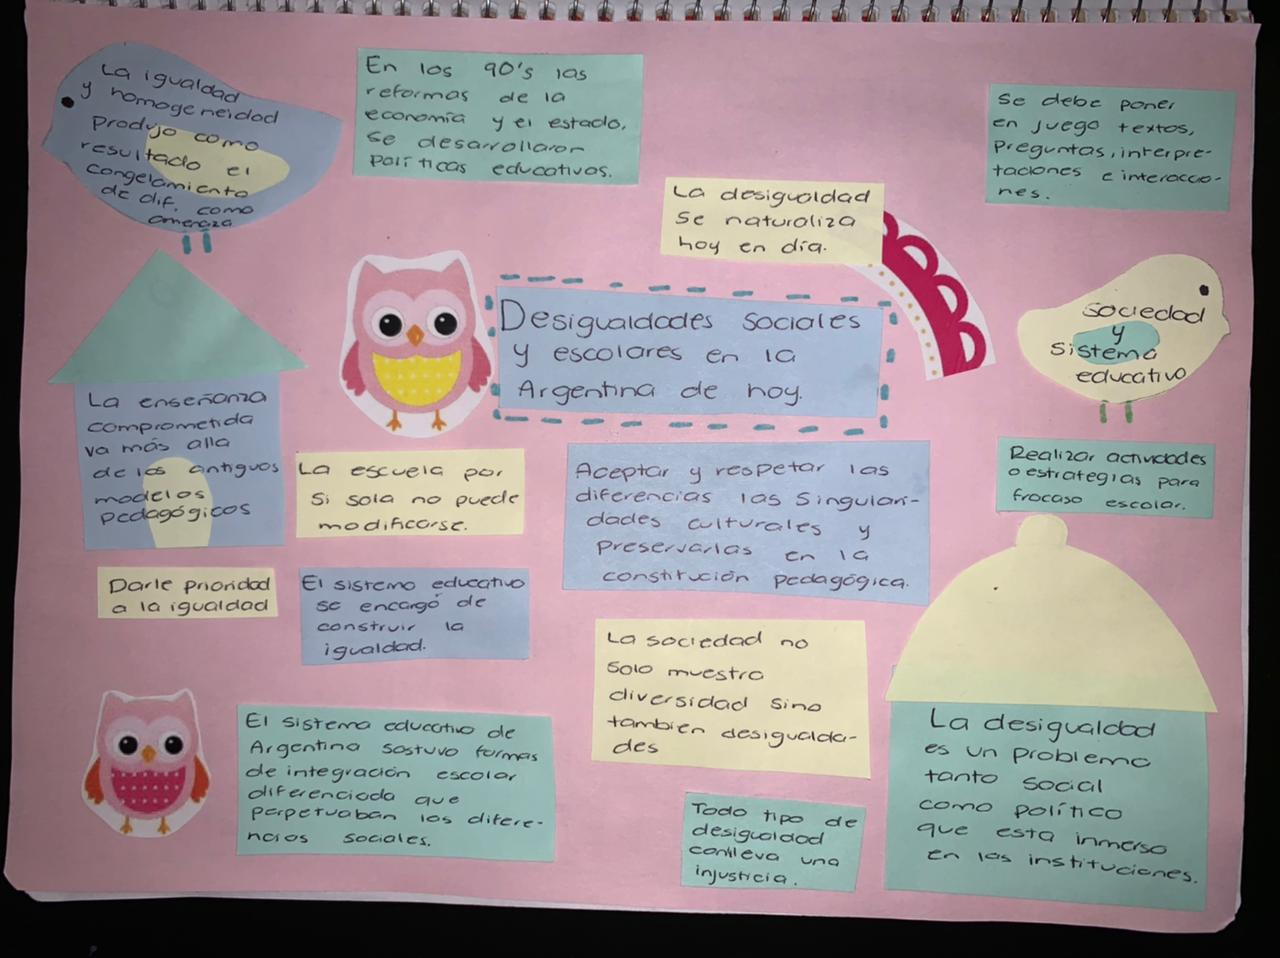 La igualdad
y homogeneidad
Produjo como
resultado el
congelamiento
de dif. como
amenaza
En los 90's las
reformas de la
economía y el estado,
se desarrollaron
Políticas educativas.
Se debe poner
en juego textos,
Preguntas, interpre-
taciones e interaccio-
nes.
La desigualdad
se naturaliza
hoy en día.
Desigualdades sociales
y escolares en la
Argentina de hoy.
sociedad
y
sistema
educativo
La enseñanza
comprometida
va más alla
de los antiguos
modelos
pedagógicos
La escuela por
si sola no puede
modificarse.
Aceptar y respetar las
diferencias las singulari-
dades culturales y
Preservarlas en la
constitución pedagógica.
Realizar actividades
o estrategias para
fracaso escolar.
Darle prioridad
a la igualdad
El sistema educativo
se encargó de
construir la
igualdad.
La sociedad no
solo muestra
diversidad sino
tambien desigualda-
des
El sistema educativo de
Argentina sostuvo formas
de integración escolar
diferenciada que
perpetuaban las difere-
ncias sociales.
Todo tipo de
desigualdad
conlleva una
injusticia.
La desigualdad
es un problema
tanto social
como político
que esta inmerso
en las instituciones.